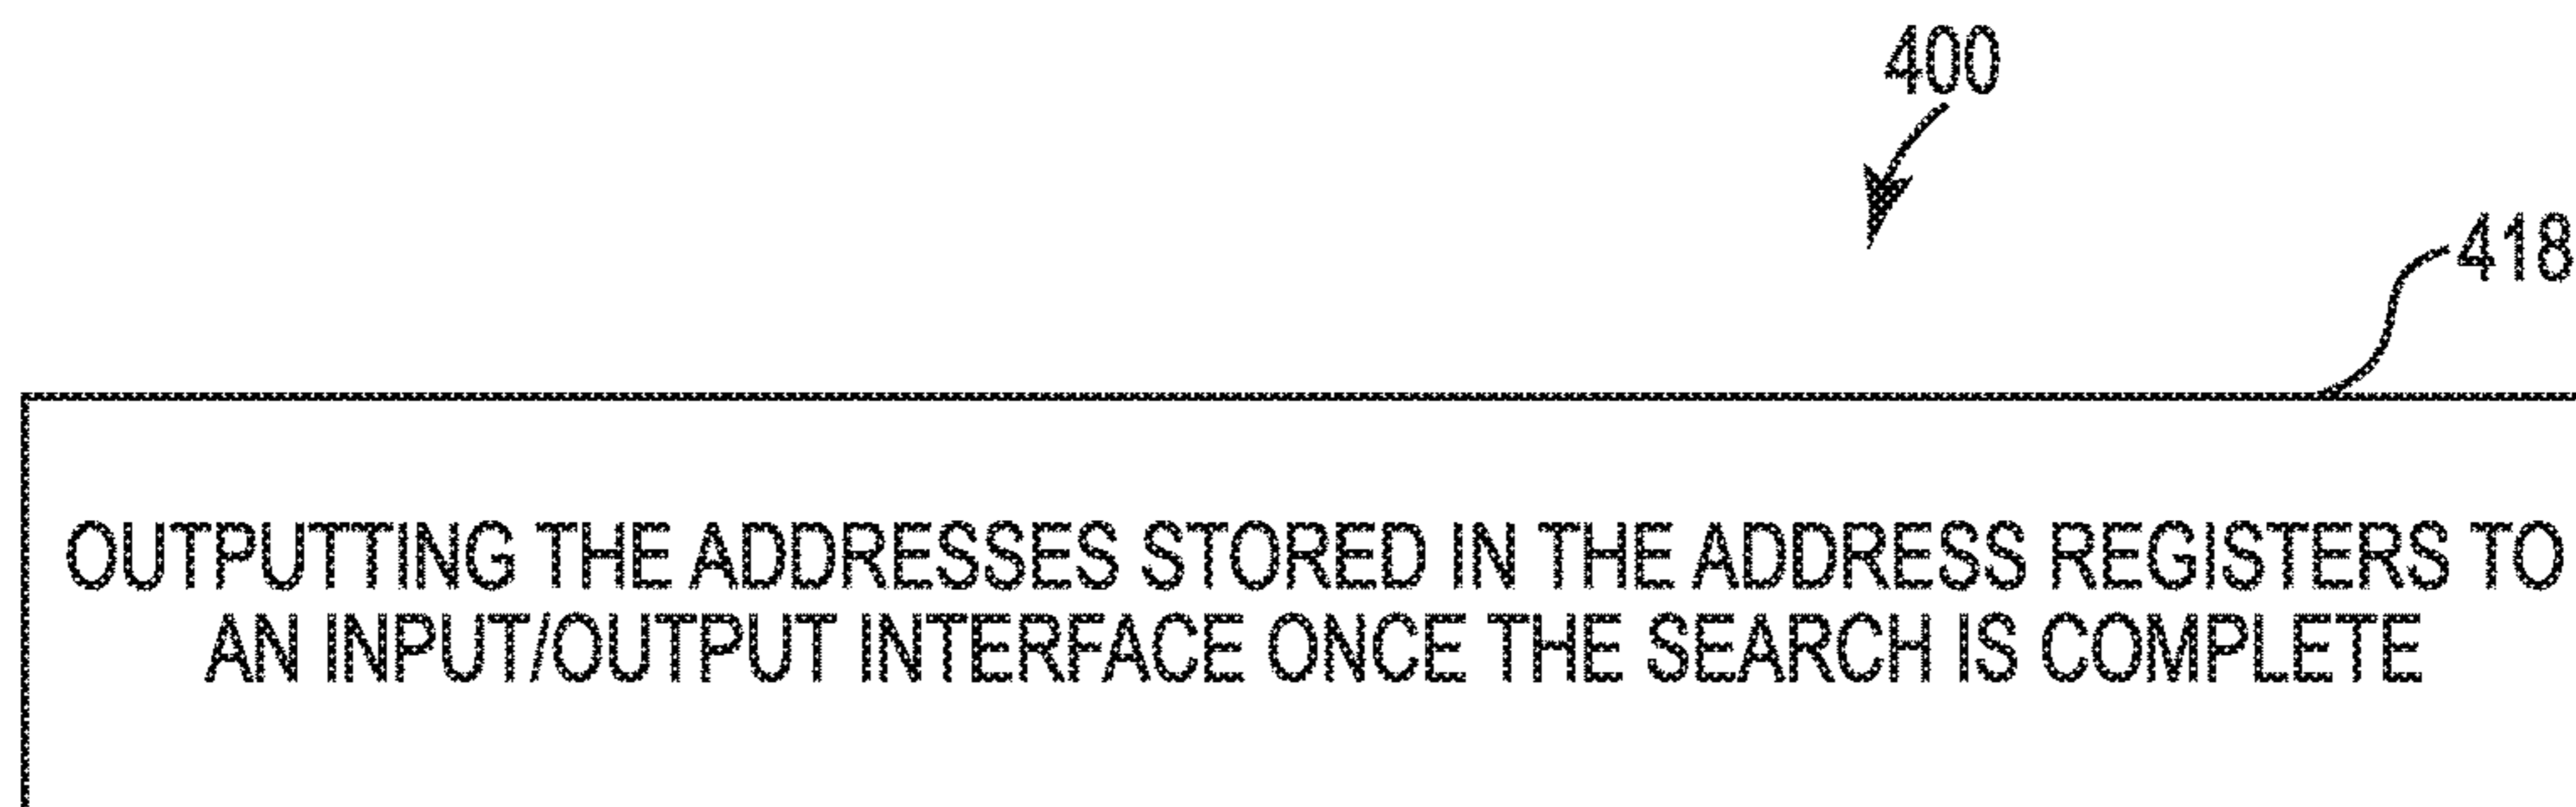 400
418
OUTPUTTING THE ADDRESSES STORED IN THE ADDRESS REGISTERS TO
AN INPUT/OUTPUT INTERFACE ONCE THE SEARCH IS COMPLETE